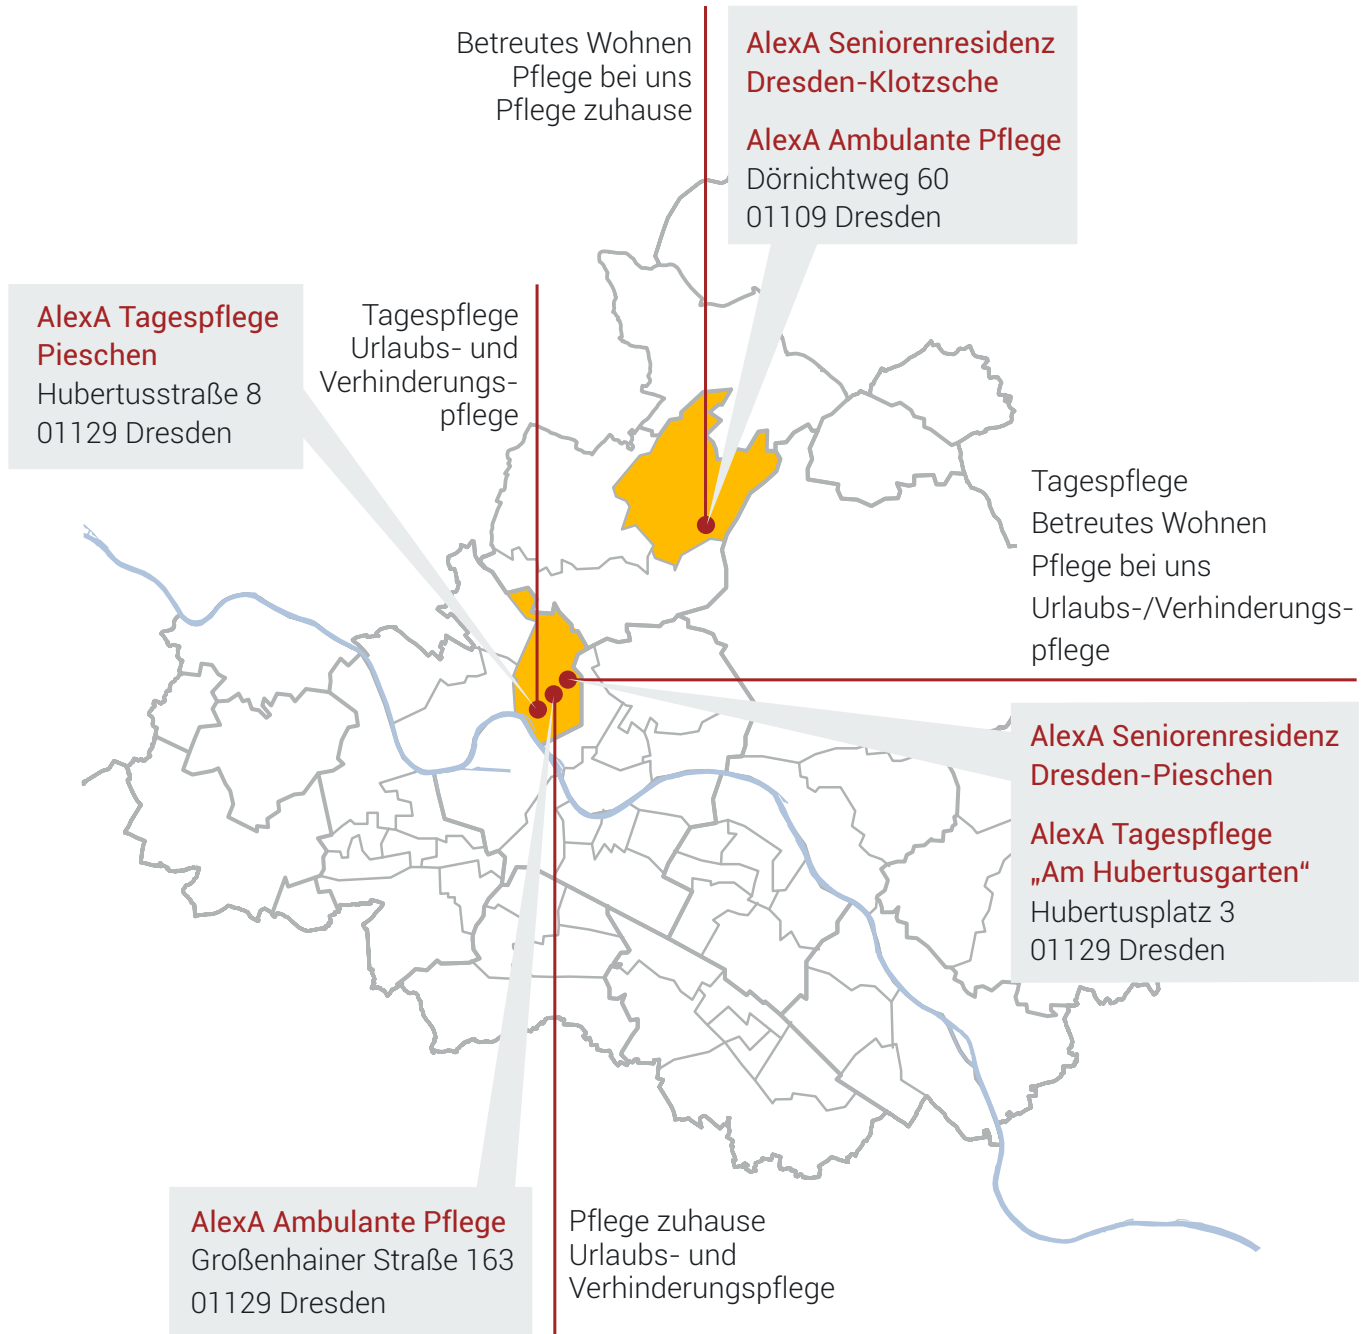 Betreutes Wohnen
Pflege bei uns
Pflege zuhause
AlexA Seniorenresidenz
Dresden-Klotzsche
AlexA Ambulante Pflege
Dörnichtweg 60
01109 Dresden
AlexA Tagespflege
Pieschen
Hubertusstraße 8
01129 Dresden
Tagespflege
Urlaubs- und
Verhinderungs-
pflege
Tagespflege
Betreutes Wohnen
Pflege bei uns
Urlaubs-/Verhinderungs-
pflege
AlexA Seniorenresidenz
Dresden-Pieschen
AlexA Tagespflege
„Am Hubertusgarten“
Hubertusplatz 3
01129 Dresden
AlexA Ambulante Pflege
Großenhainer Straße 163
01129 Dresden
Pflege zuhause
Urlaubs- und
Verhinderungspflege